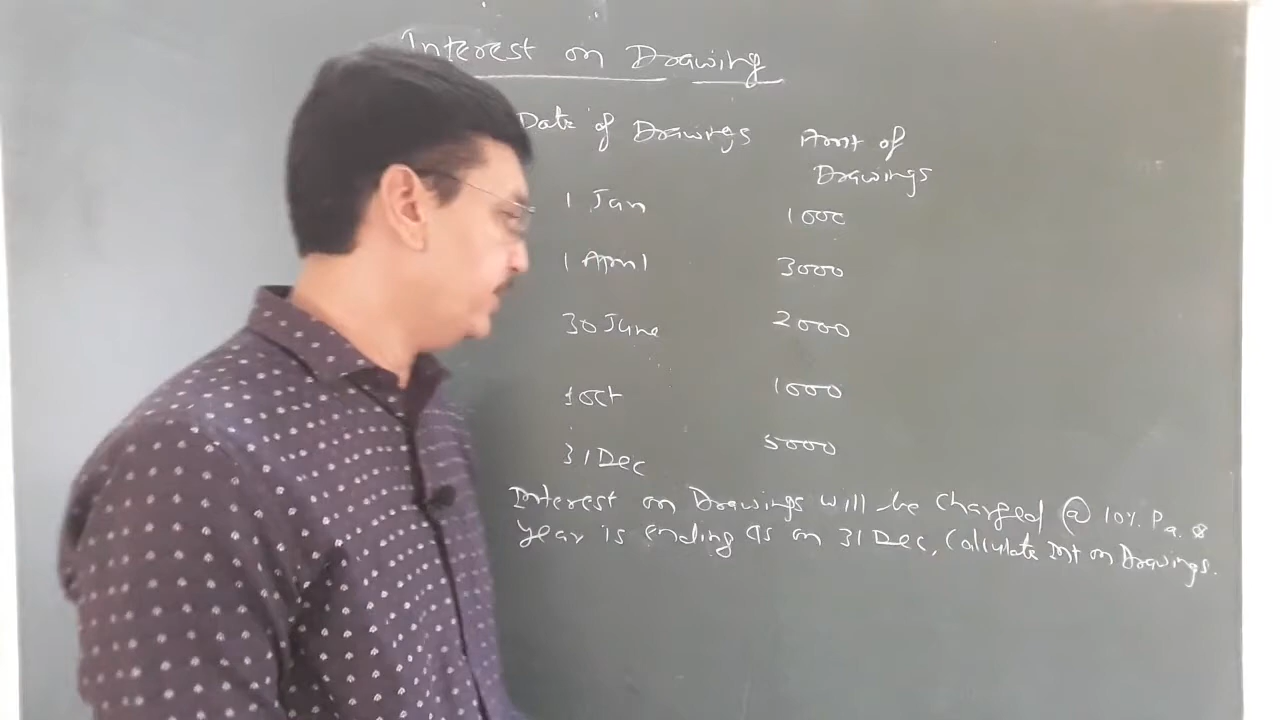 Interest on Drawing
Date of Drawings Amt of Drawings
1 Jan 1000
1 April 3000
30 June 2000
1 Oct 1000
31 Dec 5000
Interest on Drawings will be charged @ 10% Pa. &
year is ending as on 31 Dec, Calculate Int on Drawings.